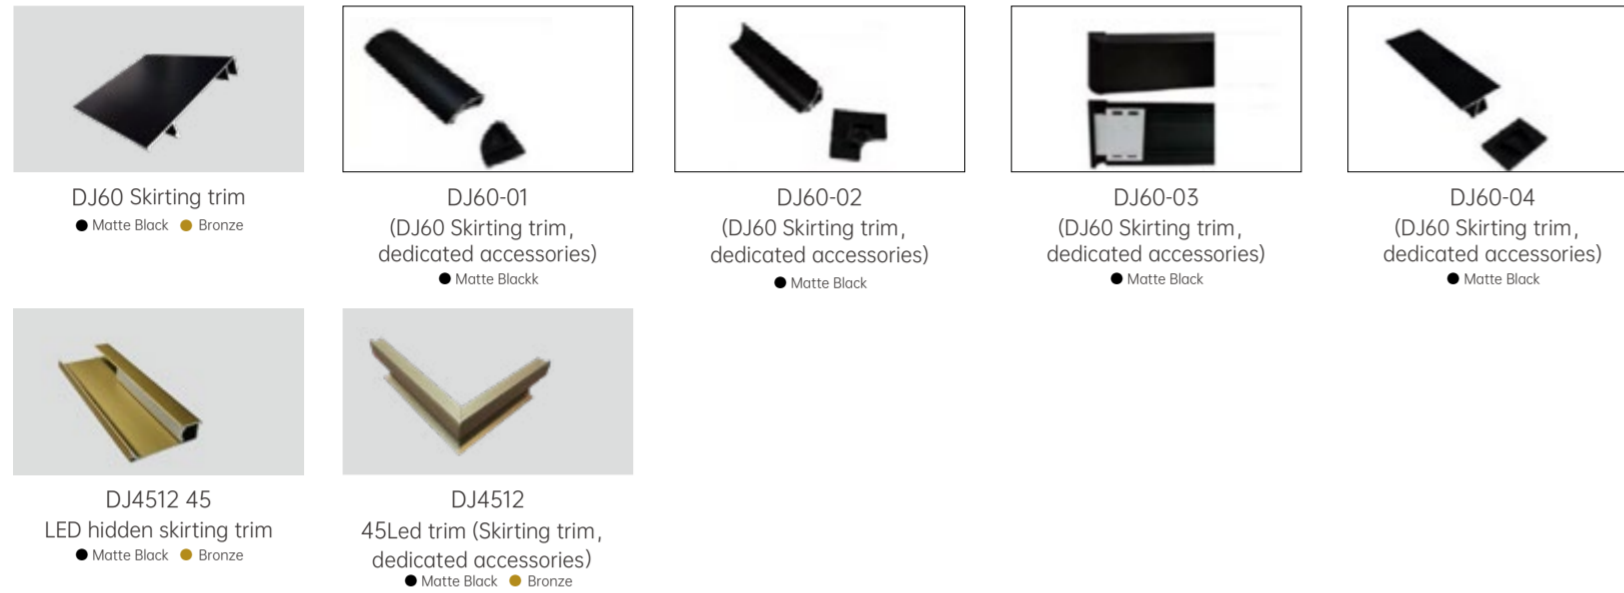 DJ60 Skirting trim
Matte Black Bronze
DJ60-01
(DJ60 Skirting trim,
dedicated accessories)
Matte Blackk
DJ60-02
(DJ60 Skirting trim,
dedicated accessories)
Matte Black
DJ60-03
(DJ60 Skirting trim,
dedicated accessories)
Matte Black
DJ60-04
(DJ60 Skirting trim,
dedicated accessories)
Matte Black
DJ4512 45
LED hidden skirting trim
Matte Black Bronze
DJ4512
45Led trim (Skirting trim,
dedicated accessories)
Matte Black Bronze